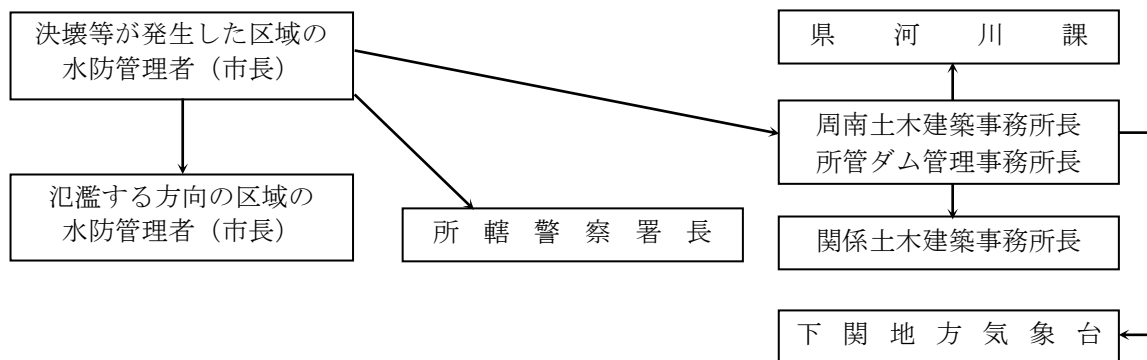 決壊等が発生した区域の
水防管理者（市長）
氾濫する方向の区域の
水防管理者（市長）
所轄警察署長
県河川課
周南土木建築事務所長
所管ダム管理事務所長
関係土木建築事務所長
下関地方気象台